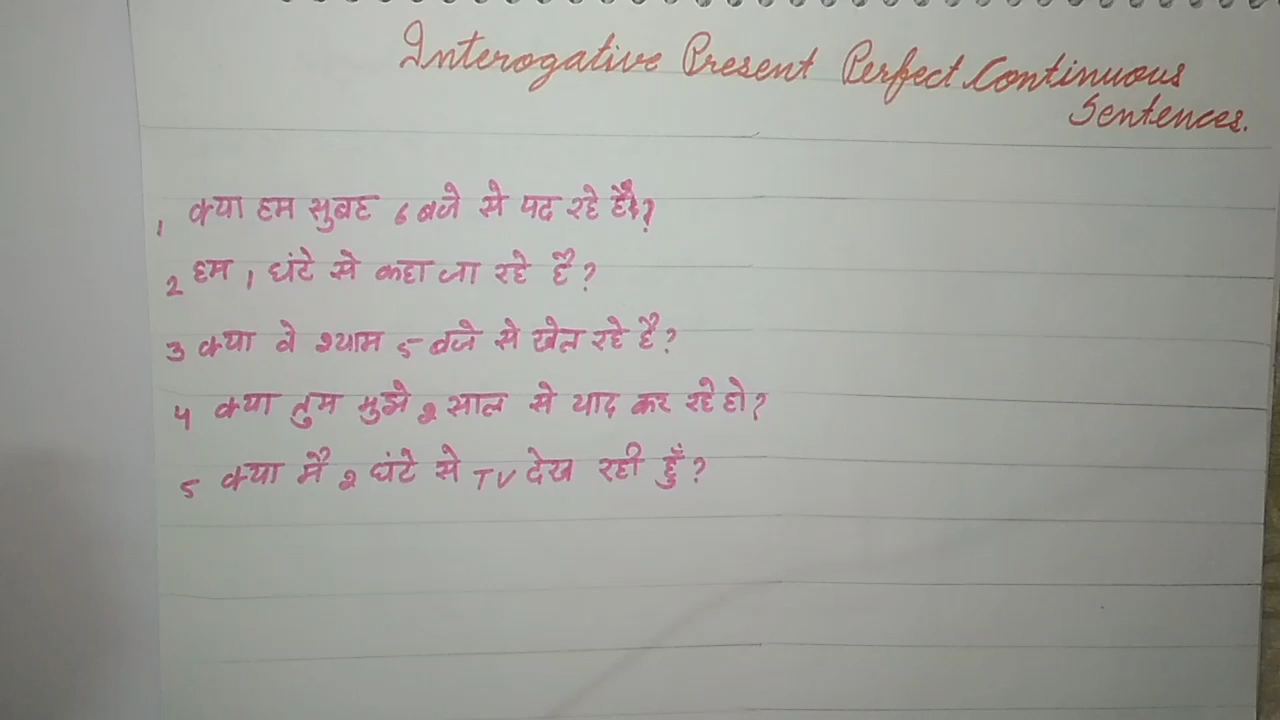 Interogative Present Perfect Continuous
Sentences.
1 क्या हम सुबह 6 बजे से पढ रहे है?
2 हम 1 घंटे से कहा जा रहे है?
3 क्या वे श्याम 5 बजे से खेल रहे है?
4 क्या तुम मुझे 2 साल से याद कर रहे हो?
5 क्या मै 2 घंटे से TV देख रही हुँ?